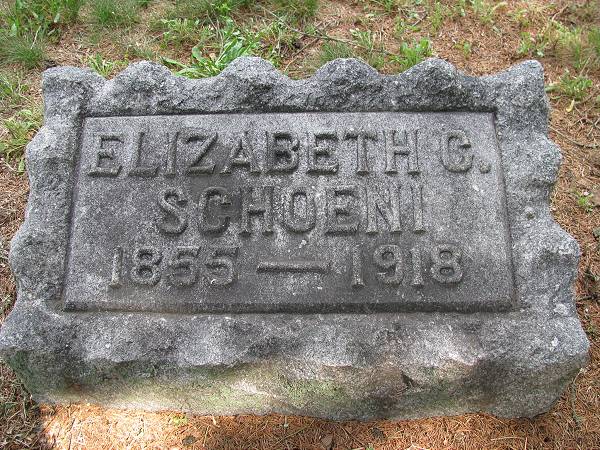 ELIZABETH C.
SCHOENI
1855 — 1918